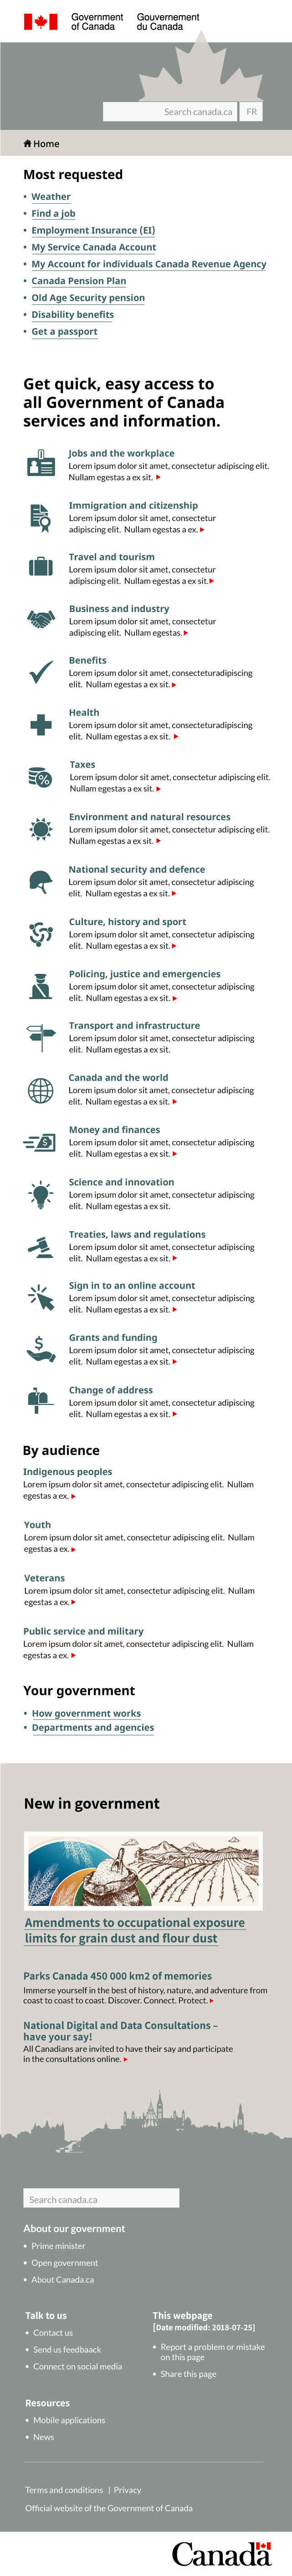 Government of Canada
Gouvernement du Canada
Search canada.ca
FR
Home
Most requested
• Weather
• Find a job
• Employment Insurance (EI)
• My Service Canada Account
• My Account for individuals Canada Revenue Agency
• Canada Pension Plan
• Old Age Security pension
• Disability benefits
• Get a passport
Get quick, easy access to
all Government of Canada
services and information.
Jobs and the workplace
Lorem ipsum dolor sit amet, consectetur adipiscing elit.
Nullam egestas a ex sit.
Immigration and citizenship
Lorem ipsum dolor sit amet, consectetur
adipiscing elit. Nullam egestas a ex.
Travel and tourism
Lorem ipsum dolor sit amet, consectetur
adipiscing elit. Nullam egestas a ex sit.
Business and industry
Lorem ipsum dolor sit amet, consectetur
adipiscing elit. Nullam egestas.
Benefits
Lorem ipsum dolor sit amet, consecteturadipiscing
elit. Nullam egestas a ex sit.
Health
Lorem ipsum dolor sit amet, consecteturadipiscing
elit. Nullam egestas a ex sit.
Taxes
Lorem ipsum dolor sit amet, consectetur adipiscing elit.
Nullam egestas a ex sit.
Environment and natural resources
Lorem ipsum dolor sit amet, consectetur adipiscing elit.
Nullam egestas a ex sit.
National security and defence
Lorem ipsum dolor sit amet, consectetur adipiscing
elit. Nullam egestas a ex sit.
Culture, history and sport
Lorem ipsum dolor sit amet, consectetur adipiscing
elit. Nullam egestas a ex sit.
Policing, justice and emergencies
Lorem ipsum dolor sit amet, consectetur adipiscing
elit. Nullam egestas a ex sit.
Transport and infrastructure
Lorem ipsum dolor sit amet, consectetur adipiscing
elit. Nullam egestas a ex sit.
Canada and the world
Lorem ipsum dolor sit amet, consectetur adipiscing
elit. Nullam egestas a ex sit.
Money and finances
Lorem ipsum dolor sit amet, consectetur adipiscing
elit. Nullam egestas a ex sit.
Science and innovation
Lorem ipsum dolor sit amet, consectetur adipiscing
elit. Nullam egestas a ex sit.
Treaties, laws and regulations
Lorem ipsum dolor sit amet, consectetur adipiscing
elit. Nullam egestas a ex sit.
Sign in to an online account
Lorem ipsum dolor sit amet, consectetur adipiscing
elit. Nullam egestas a ex sit.
Grants and funding
Lorem ipsum dolor sit amet, consectetur adipiscing
elit. Nullam egestas a ex sit.
Change of address
Lorem ipsum dolor sit amet, consectetur adipiscing
elit. Nullam egestas a ex sit.
By audience
Indigenous peoples
Lorem ipsum dolor sit amet, consectetur adipiscing elit. Nullam
egestas a ex.
Youth
Lorem ipsum dolor sit amet, consectetur adipiscing elit. Nullam
egestas a ex.
Veterans
Lorem ipsum dolor sit amet, consectetur adipiscing elit. Nullam
egestas a ex.
Public service and military
Lorem ipsum dolor sit amet, consectetur adipiscing elit. Nullam
egestas a ex.
Your government
• How government works
• Departments and agencies
New in government
Amendments to occupational exposure
limits for grain dust and flour dust
Parks Canada 450 000 km2 of memories
Immerse yourself in the best of history, nature, and adventure from
coast to coast to coast. Discover. Connect. Protect.
National Digital and Data Consultations –
have your say!
All Canadians are invited to have their say and participate
in the consultations online.
Search canada.ca
About our government
• Prime minister
• Open government
• About Canada.ca
Talk to us
• Contact us
• Send us feedbaack
• Connect on social media
This webpage
[Date modified: 2018-07-25]
• Report a problem or mistake
on this page
• Share this page
Resources
• Mobile applications
• News
Terms and conditions | Privacy
Official website of the Government of Canada
Canada